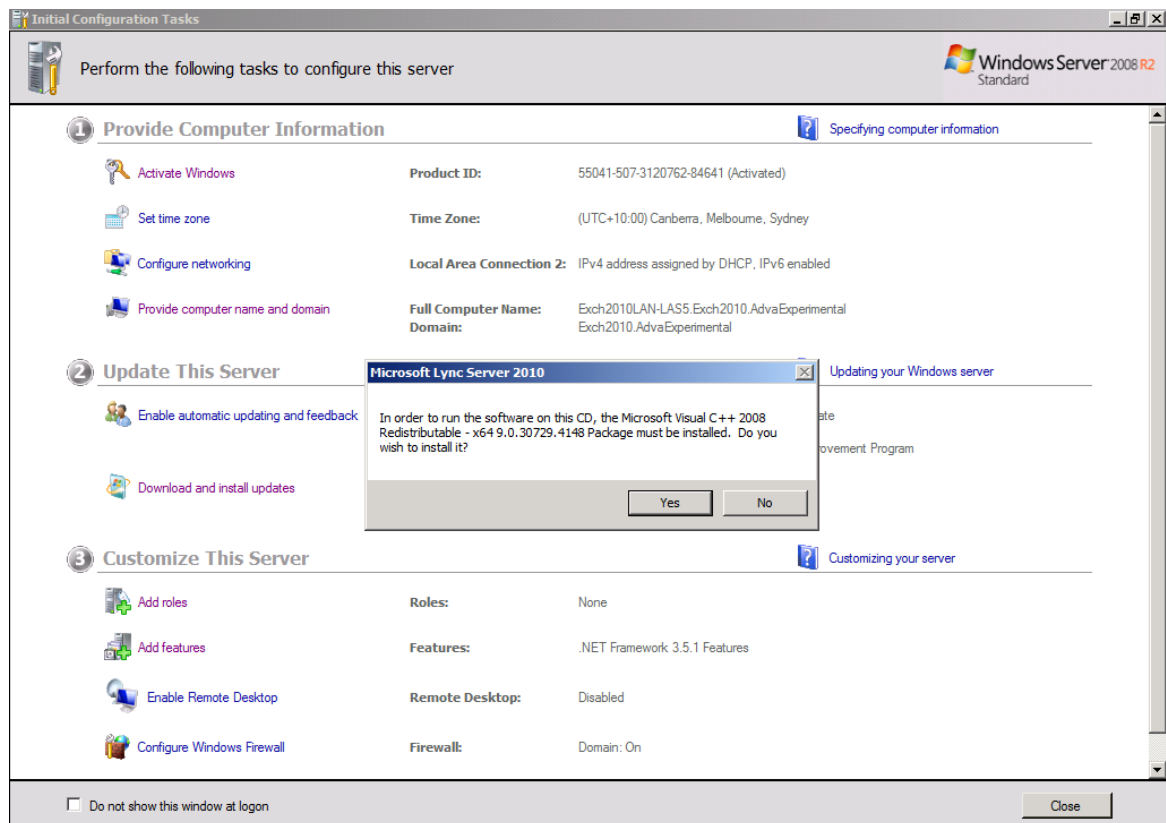 Initial Configuration Tasks
Perform the following tasks to configure this server
Windows Server 2008 R2
Standard
1 Provide Computer Information
Specifying computer information
Activate Windows Product ID: 55041-507-3120762-84641 (Activated)
Set time zone Time Zone: (UTC+10:00) Canberra, Melbourne, Sydney
Configure networking Local Area Connection 2: IPv4 address assigned by DHCP, IPv6 enabled
Provide computer name and domain Full Computer Name: Exch2010LAN-LAS5.Exch2010.AdvaExperimental
Domain: Exch2010.AdvaExperimental
2 Update This Server
Updating your Windows server
Enable automatic updating and feedback
ate
ovement Program
Download and install updates
Microsoft Lync Server 2010
In order to run the software on this CD, the Microsoft Visual C++ 2008
Redistributable - x64 9.0.30729.4148 Package must be installed. Do you
wish to install it?
Yes No
3 Customize This Server
Customizing your server
Add roles Roles: None
Add features Features: .NET Framework 3.5.1 Features
Enable Remote Desktop Remote Desktop: Disabled
Configure Windows Firewall Firewall: Domain: On
Do not show this window at logon
Close